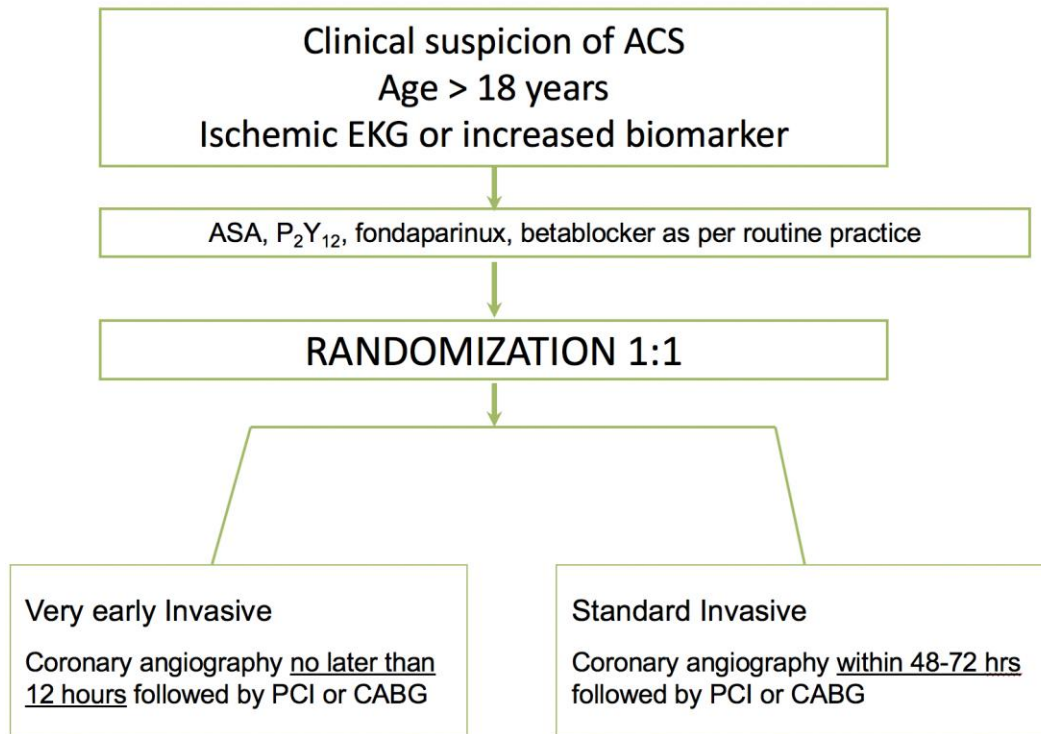 Clinical suspicion of ACS
Age > 18 years
Ischemic EKG or increased biomarker
ASA, P₂Y₁₂, fondaparinux, betablocker as per routine practice
RANDOMIZATION 1:1
Very early Invasive
Coronary angiography no later than
12 hours followed by PCI or CABG
Standard Invasive
Coronary angiography within 48-72 hrs
followed by PCI or CABG